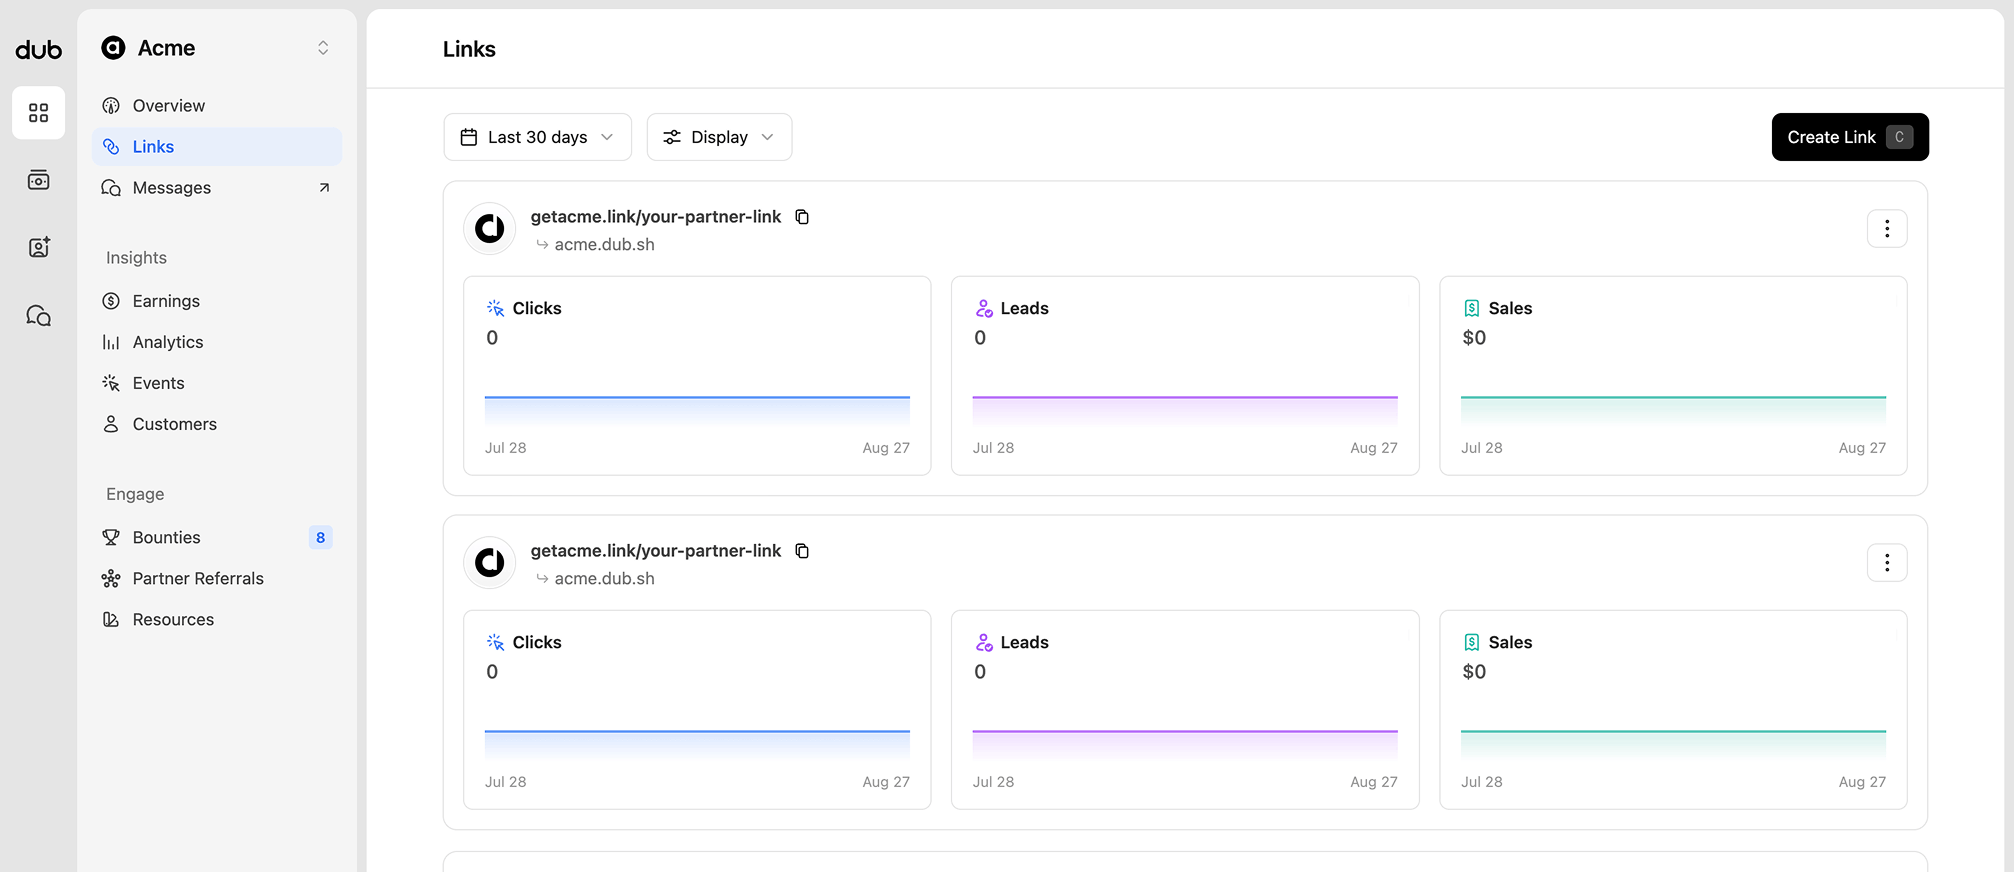 dub
Acme
Overview
Links
Messages
Insights
Earnings
Analytics
Events
Customers
Engage
Bounties 8
Partner Referrals
Resources
Links
Last 30 days
Display
Create Link C
getacme.link/your-partner-link
acme.dub.sh
Clicks
0
Jul 28 Aug 27
Leads
0
Jul 28 Aug 27
Sales
$0
Jul 28 Aug 27
getacme.link/your-partner-link
acme.dub.sh
Clicks
0
Jul 28 Aug 27
Leads
0
Jul 28 Aug 27
Sales
$0
Jul 28 Aug 27